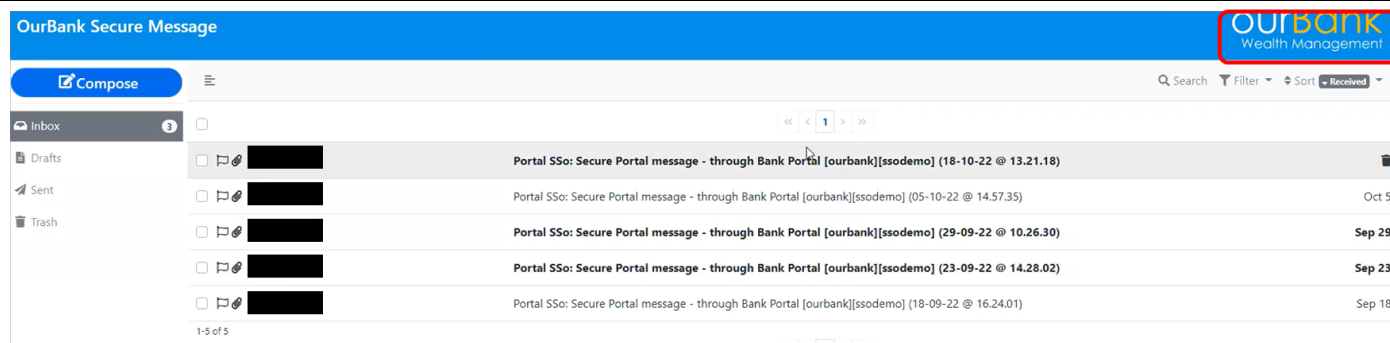 OurBank Secure Message
ourBank
Wealth Management
Compose
Search Filter Sort Received
Inbox 3
« ‹ 1 › »
Drafts
Portal SSo: Secure Portal message - through Bank Portal [ourbank][ssodemo] (18-10-22 @ 13.21.18)
Sent
Portal SSo: Secure Portal message - through Bank Portal [ourbank][ssodemo] (05-10-22 @ 14.57.35) Oct 5
Trash
Portal SSo: Secure Portal message - through Bank Portal [ourbank][ssodemo] (29-09-22 @ 10.26.30) Sep 29
Portal SSo: Secure Portal message - through Bank Portal [ourbank][ssodemo] (23-09-22 @ 14.28.02) Sep 23
Portal SSo: Secure Portal message - through Bank Portal [ourbank][ssodemo] (18-09-22 @ 16.24.01) Sep 18
1-5 of 5